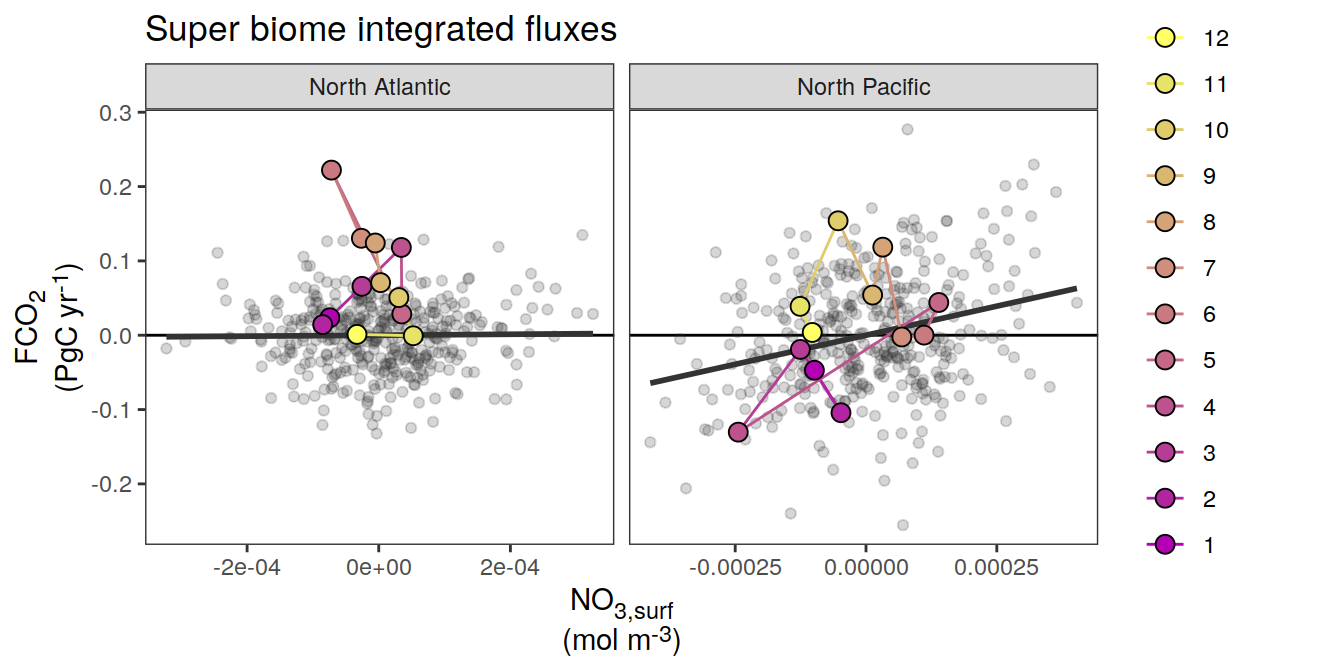 Super biome integrated fluxes
North Atlantic
North Pacific
0.3
0.2
0.1
0.0
-0.1
-0.2
FCO₂
(PgC yr⁻¹)
-2e-04 0e+00 2e-04
-0.00025 0.00000 0.00025
NO₃,surf
(mol m⁻³)
12
11
10
9
8
7
6
5
4
3
2
1